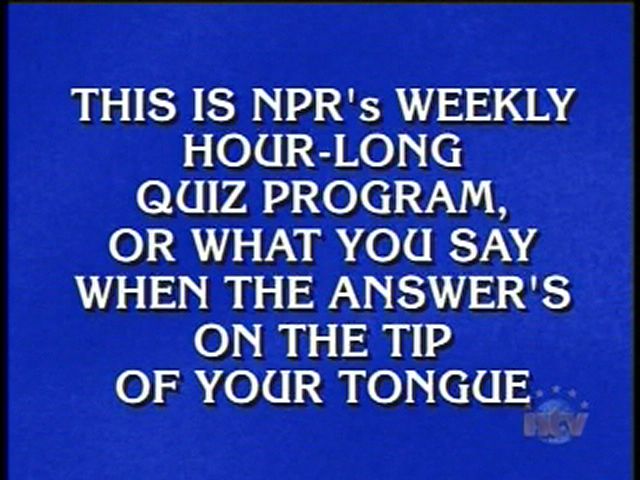 THIS IS NPR's WEEKLY
HOUR-LONG
QUIZ PROGRAM,
OR WHAT YOU SAY
WHEN THE ANSWER'S
ON THE TIP
OF YOUR TONGUE